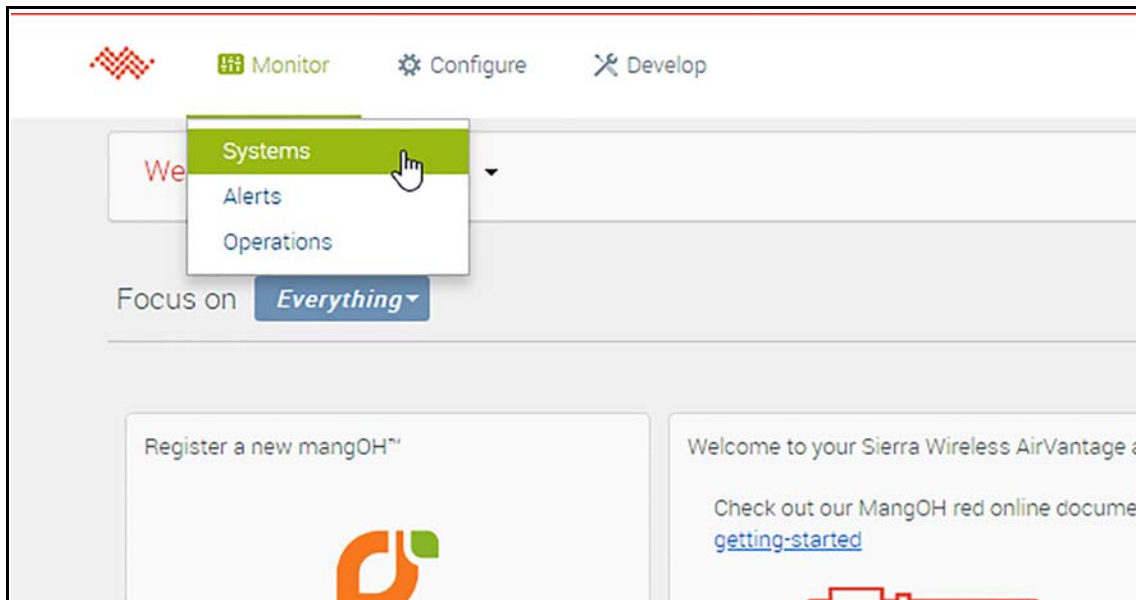 Monitor Configure Develop
Systems
We
Alerts
Operations
Focus on Everything
Register a new mangOH™
Welcome to your Sierra Wireless AirVantage a
Check out our MangOH red online docume
getting-started